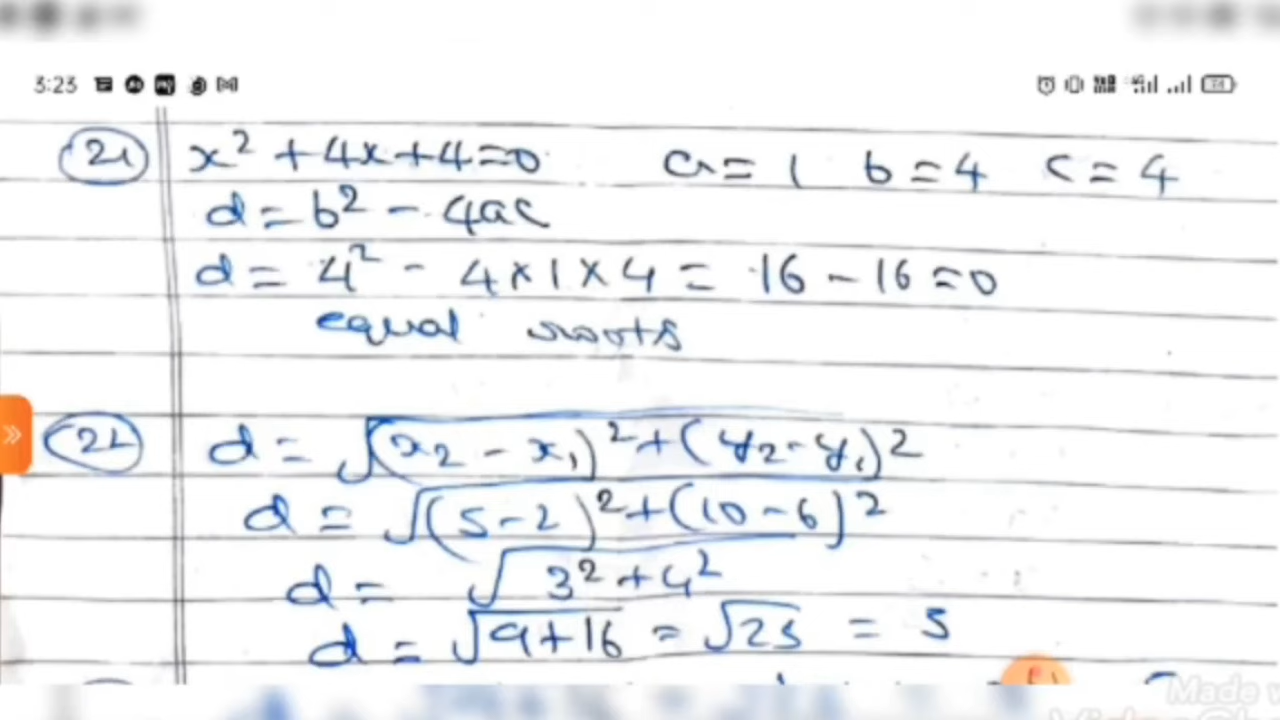 3:23
21 x² + 4x + 4 = 0 a = 1 b = 4 c = 4
d = b² - 4ac
d = 4² - 4 × 1 × 4 = 16 - 16 = 0
equal roots
22 d = √(x₂ - x₁)² + (y₂ - y₁)²
d = √(5 - 2)² + (10 - 6)²
d = √3² + 4²
d = √9 + 16 = √25 = 5
Made